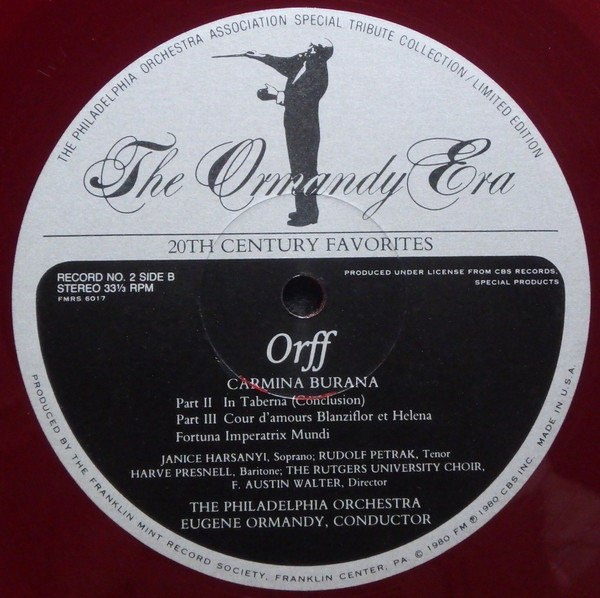 THE PHILADELPHIA ORCHESTRA ASSOCIATION SPECIAL TRIBUTE COLLECTION/LIMITED EDITION
The Ormandy Era
20TH CENTURY FAVORITES
RECORD NO. 2 SIDE B
STEREO 33⅓ RPM
FMRS 6017
PRODUCED UNDER LICENSE FROM CBS RECORDS,
SPECIAL PRODUCTS
Orff
CARMINA BURANA
Part II In Taberna (Conclusion)
Part III Cour d'amours Blanziflor et Helena
Fortuna Imperatrix Mundi
JANICE HARSANYI, Soprano; RUDOLF PETRAK, Tenor
HARVE PRESNELL, Baritone; THE RUTGERS UNIVERSITY CHOIR,
F. AUSTIN WALTER, Director
THE PHILADELPHIA ORCHESTRA
EUGENE ORMANDY, CONDUCTOR
PRODUCED BY THE FRANKLIN MINT RECORD SOCIETY, FRANKLIN CENTER, PA. © 1980 FM ℗ 1980 CBS INC. MADE IN U.S.A.